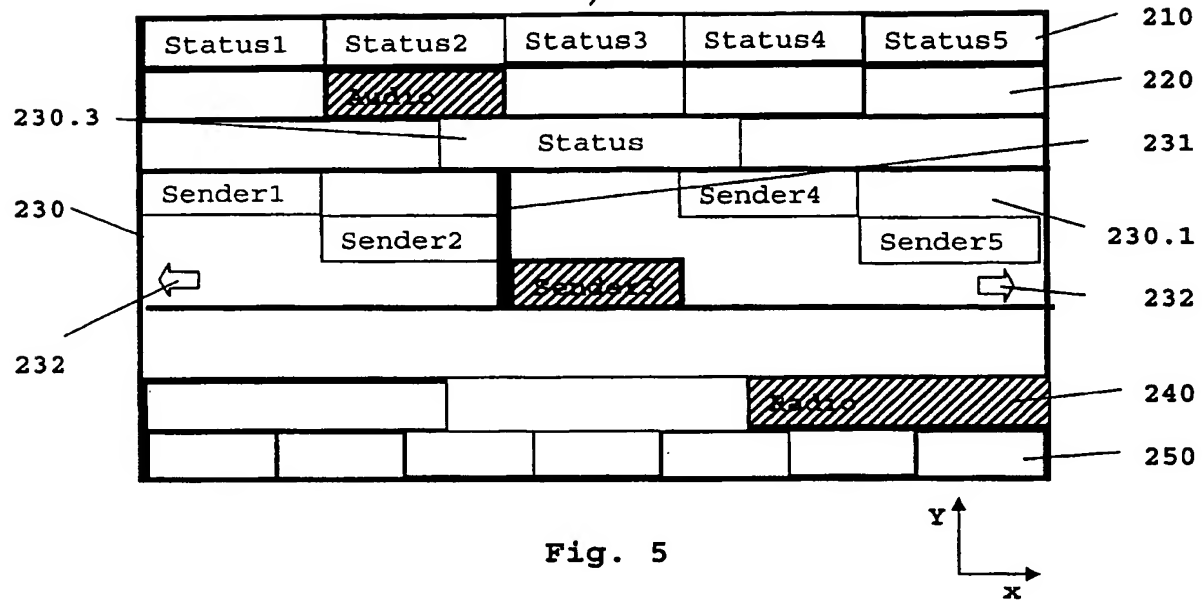 Status1 Status2 Status3 Status4 Status5 210
Audio 220
230.3 Status 231
Sender1 Sender4
230 Sender2 Sender5 230.1
Sender3 232
232
Radio 240
250
Fig. 5
Y
x